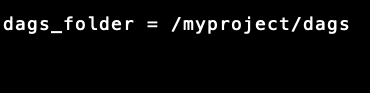 dags_folder = /myproject/dags